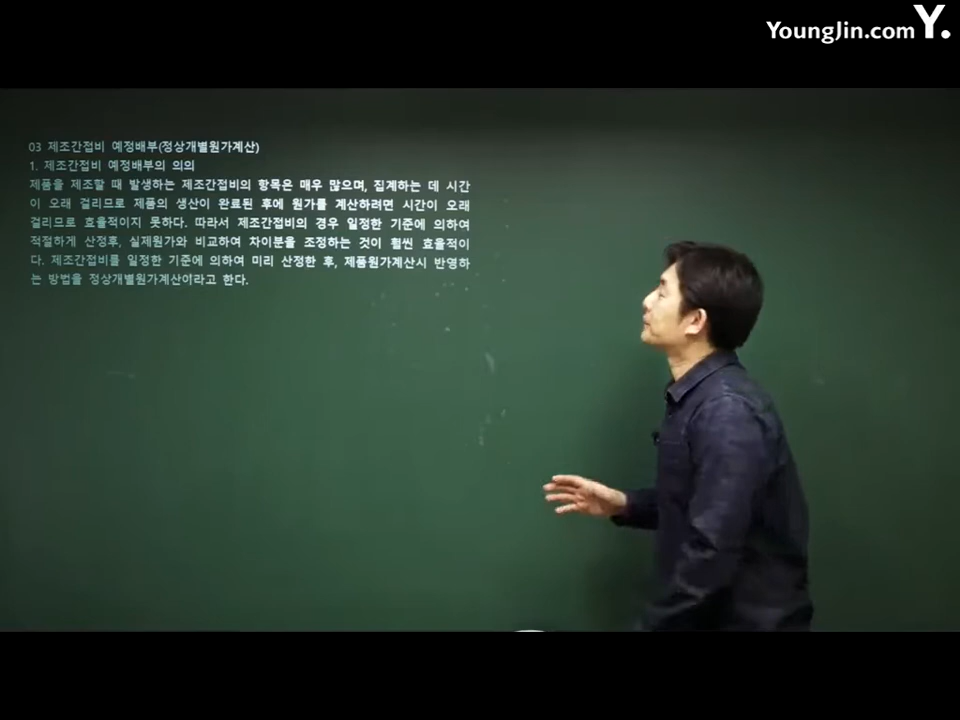 YoungJin.com Y.
03 제조간접비 예정배부(정상개별원가계산)
1. 제조간접비 예정배부의 의의
제품을 제조할 때 발생하는 제조간접비의 항목은 매우 많으며, 집계하는 데 시간
이 오래 걸리므로 제품의 생산이 완료된 후에 원가를 계산하려면 시간이 오래
걸리므로 효율적이지 못하다. 따라서 제조간접비의 경우 일정한 기준에 의하여
적절하게 산정후, 실제원가와 비교하여 차이분을 조정하는 것이 훨씬 효율적이
다. 제조간접비를 일정한 기준에 의하여 미리 산정한 후, 제품원가계산시 반영하
는 방법을 정상개별원가계산이라고 한다.